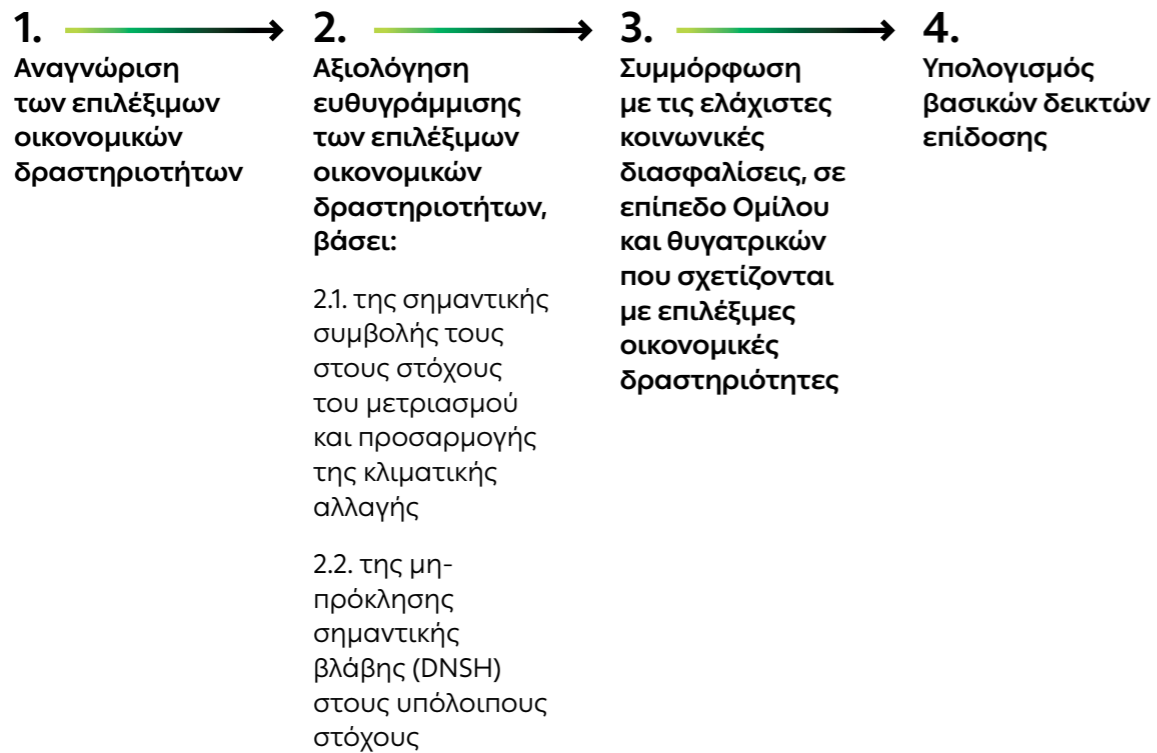 1.
Αναγνώριση
των επιλέξιμων
οικονομικών
δραστηριοτήτων
2.
Αξιολόγηση
ευθυγράμμισης
των επιλέξιμων
οικονομικών
δραστηριοτήτων,
βάσει:
2.1. της σημαντικής
συμβολής τους
στους στόχους
του μετριασμού
και προσαρμογής
της κλιματικής
αλλαγής
2.2. της μη-
πρόκλησης
σημαντικής
βλάβης (DNSH)
στους υπόλοιπους
στόχους
3.
Συμμόρφωση
με τις ελάχιστες
κοινωνικές
διασφαλίσεις, σε
επίπεδο Ομίλου
και θυγατρικών
που σχετίζονται
με επιλέξιμες
οικονομικές
δραστηριότητες
4.
Υπολογισμός
βασικών δεικτών
επίδοσης